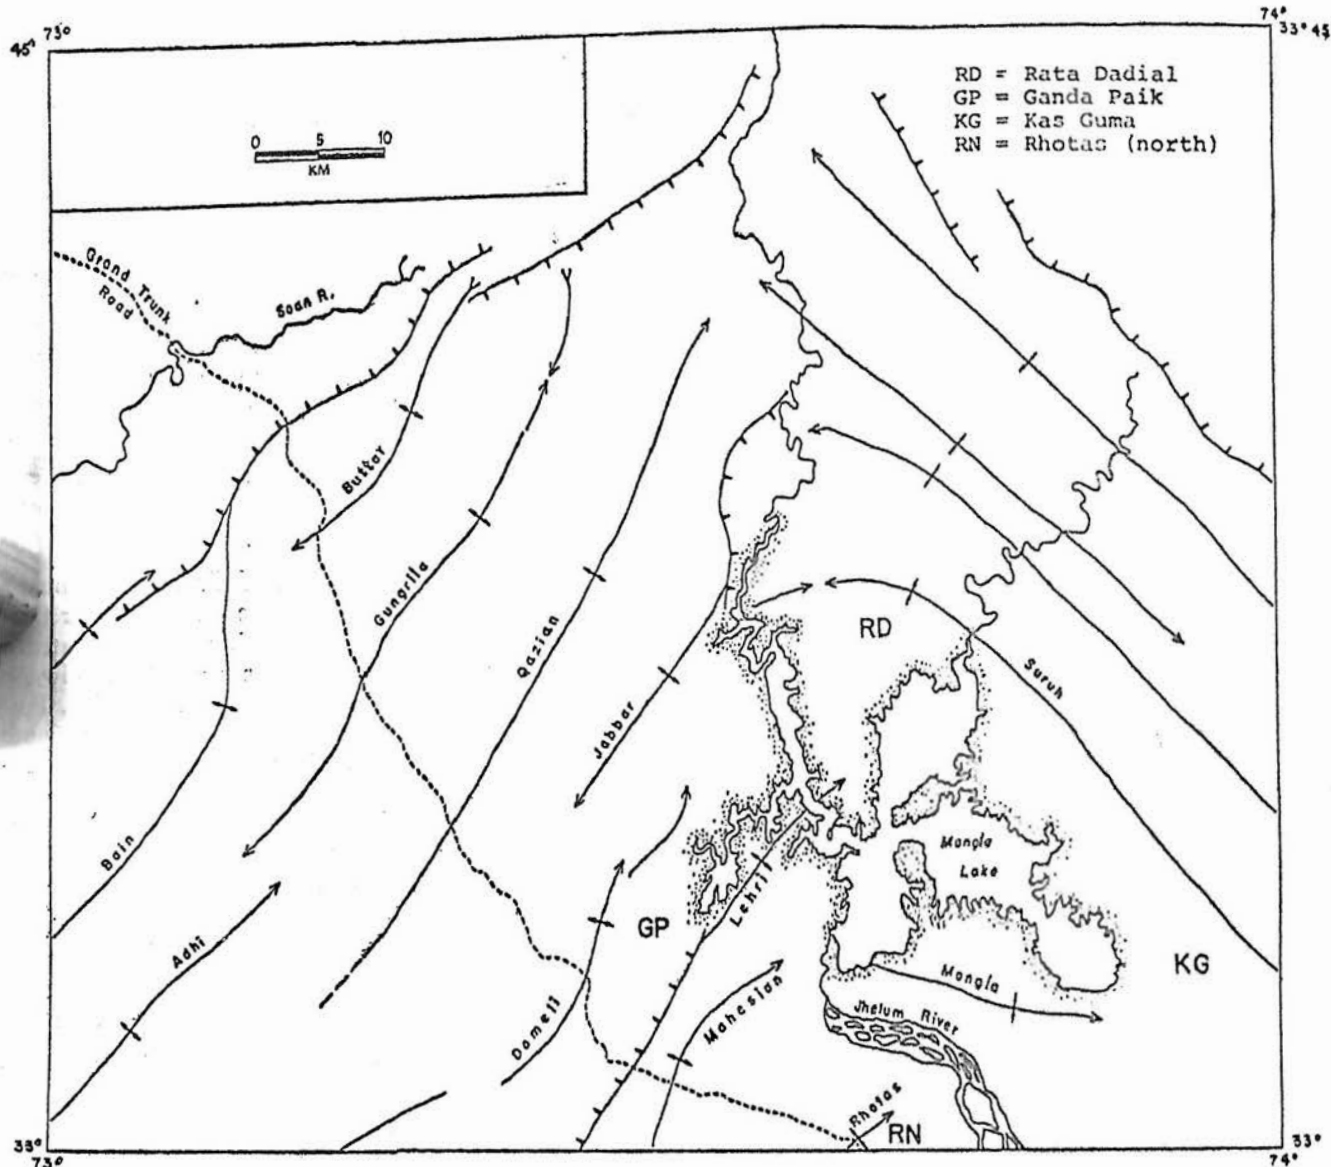 73°
74°
45'
33°45'
RD = Rata Dadial
GP = Ganda Paik
KG = Kas Guma
RN = Rhotas (north)
0 5 10
KM
Grand Trunk
Road
Soan R.
Buttar
Gungrila
Qazian
RD
Suruh
Jabbar
Bain
Mangla
Lake
Lehri
GP
Adhi
KG
Mangla
Mahesian
Domeli
Jhelum River
Rhotas
RN
33°
33°
73°
74°